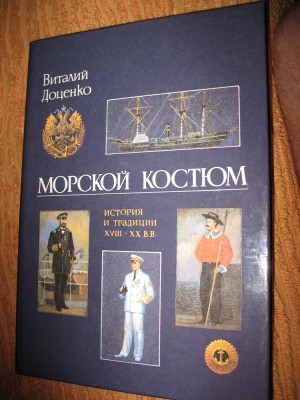 Виталий
Доценко
МОРСКОЙ КОСТЮМ
ИСТОРИЯ
И ТРАДИЦИИ
XVIII - XX В.В.